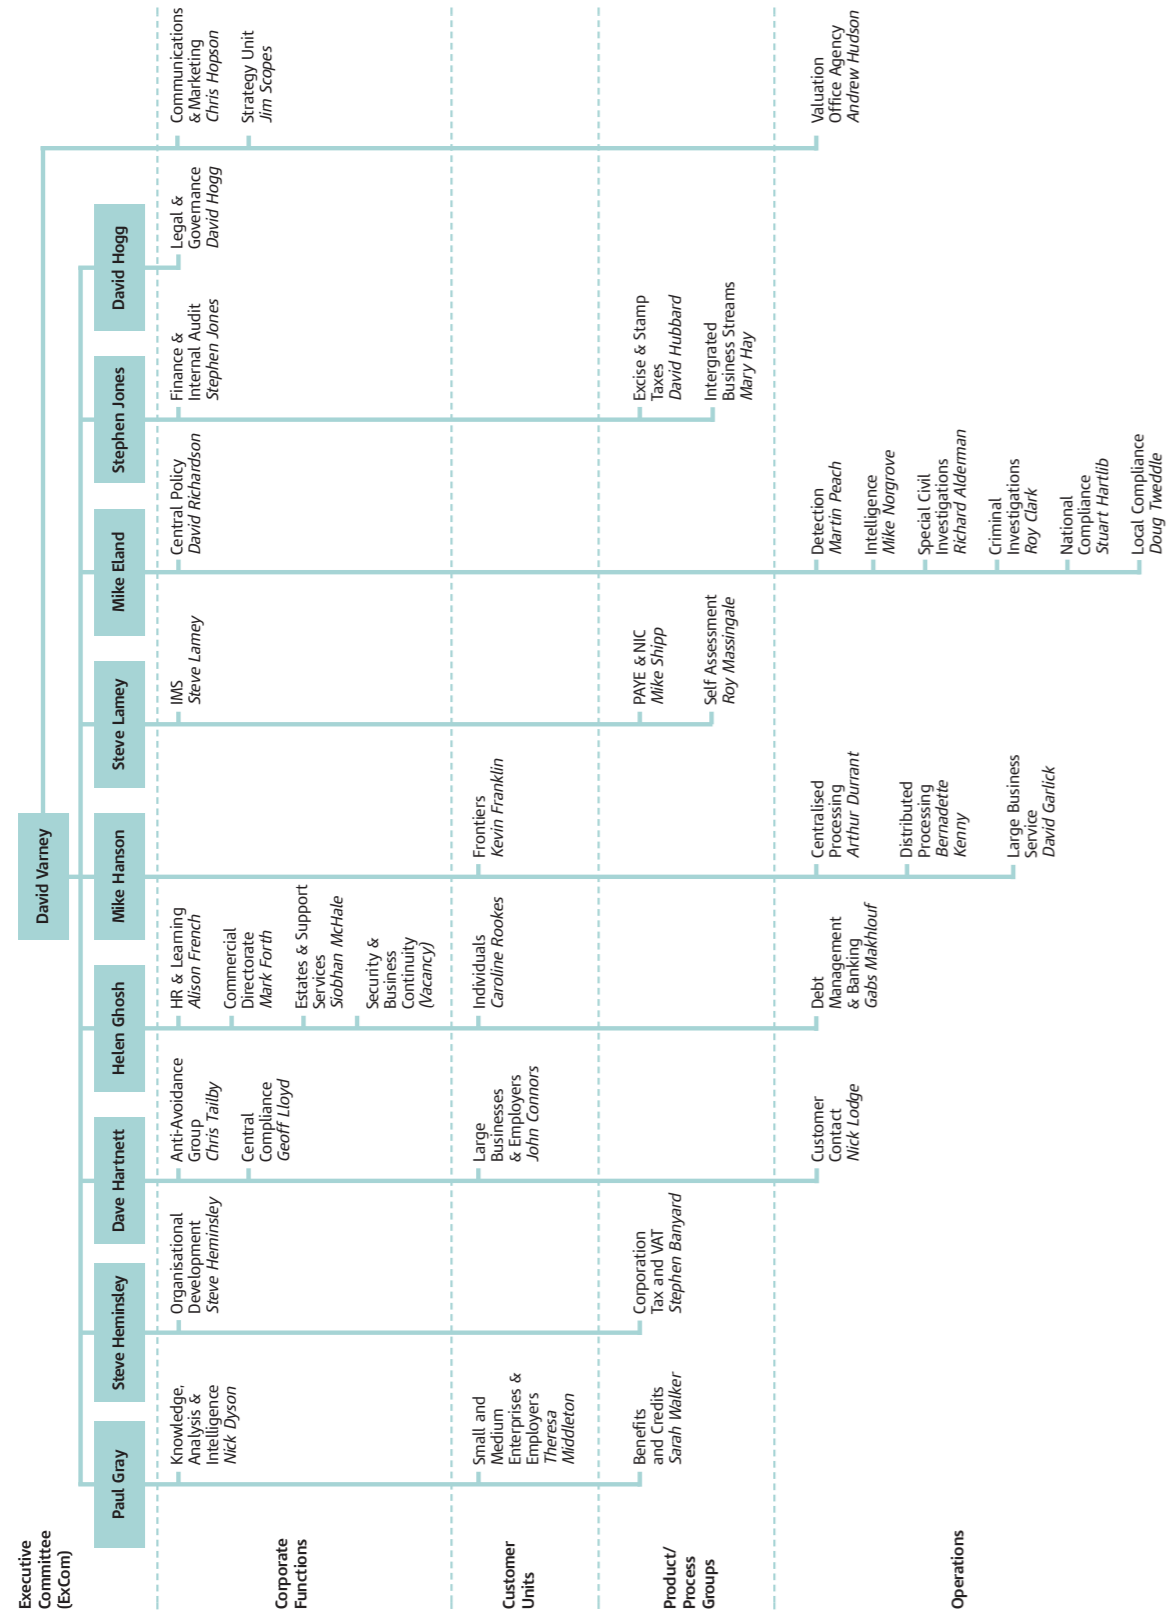 Executive
Committee
(ExCom)
David Varney
Paul Gray
Steve Heminsley
Dave Hartnett
Helen Ghosh
Mike Hanson
Steve Lamey
Mike Eland
Stephen Jones
David Hogg
Corporate
Functions
Knowledge,
Analysis &
Intelligence
Nick Dyson
Organisational
Development
Steve Heminsley
Anti-Avoidance
Group
Chris Tailby
Central
Compliance
Geoff Lloyd
HR & Learning
Alison French
Commercial
Directorate
Mark Forth
Estates & Support
Services
Siobhan McHale
Security &
Business
Continuity
(Vacancy)
IMS
Steve Lamey
Central Policy
David Richardson
Finance &
Internal Audit
Stephen Jones
Legal &
Governance
David Hogg
Communications
& Marketing
Chris Hopson
Strategy Unit
Jim Scopes
Customer
Units
Small and
Medium
Enterprises &
Employers
Theresa
Middleton
Large
Businesses
& Employers
John Connors
Individuals
Caroline Rookes
Frontiers
Kevin Franklin
Product/
Process
Groups
Benefits
and Credits
Sarah Walker
Corporation
Tax and VAT
Stephen Banyard
PAYE & NIC
Mike Shipp
Self Assessment
Roy Massingale
Excise & Stamp
Taxes
David Hubbard
Intergrated
Business Streams
Mary Hay
Operations
Customer
Contact
Nick Lodge
Debt
Management
& Banking
Gabs Makhlouf
Centralised
Processing
Arthur Durrant
Distributed
Processing
Bernadette
Kenny
Large Business
Service
David Garlick
Detection
Martin Peach
Intelligence
Mike Norgrove
Special Civil
Investigations
Richard Alderman
Criminal
Investigations
Roy Clark
National
Compliance
Stuart Hartlib
Local Compliance
Doug Tweddle
Valuation
Office Agency
Andrew Hudson